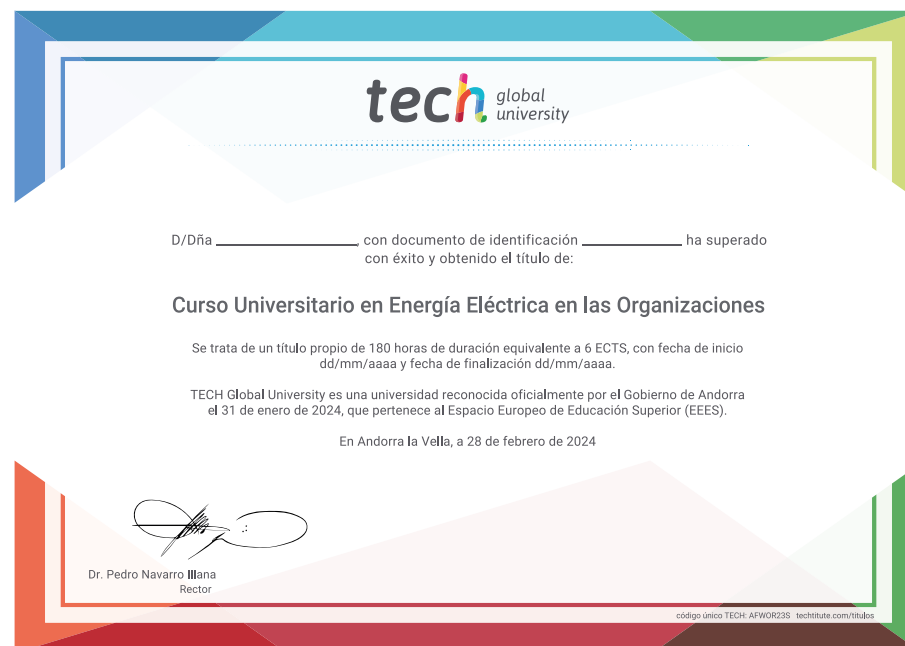 tech global university
D/Dña ____________________, con documento de identificación ______________ ha superado
con éxito y obtenido el título de:
Curso Universitario en Energía Eléctrica en las Organizaciones
Se trata de un título propio de 180 horas de duración equivalente a 6 ECTS, con fecha de inicio
dd/mm/aaaa y fecha de finalización dd/mm/aaaa.
TECH Global University es una universidad reconocida oficialmente por el Gobierno de Andorra
el 31 de enero de 2024, que pertenece al Espacio Europeo de Educación Superior (EEES).
En Andorra la Vella, a 28 de febrero de 2024
Dr. Pedro Navarro Illana
Rector
código único TECH: AFWOR23S techtitute.com/titulos